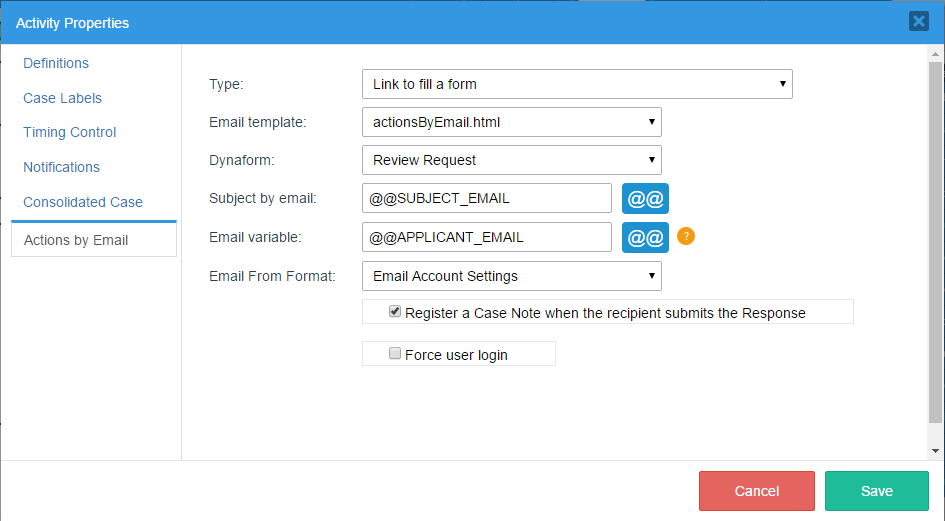 Activity Properties
Definitions
Case Labels
Timing Control
Notifications
Consolidated Case
Actions by Email
Type: Link to fill a form
Email template: actionsByEmail.html
Dynaform: Review Request
Subject by email: @@SUBJECT_EMAIL @@
Email variable: @@APPLICANT_EMAIL @@ ?
Email From Format: Email Account Settings
Register a Case Note when the recipient submits the Response
Force user login
Cancel Save